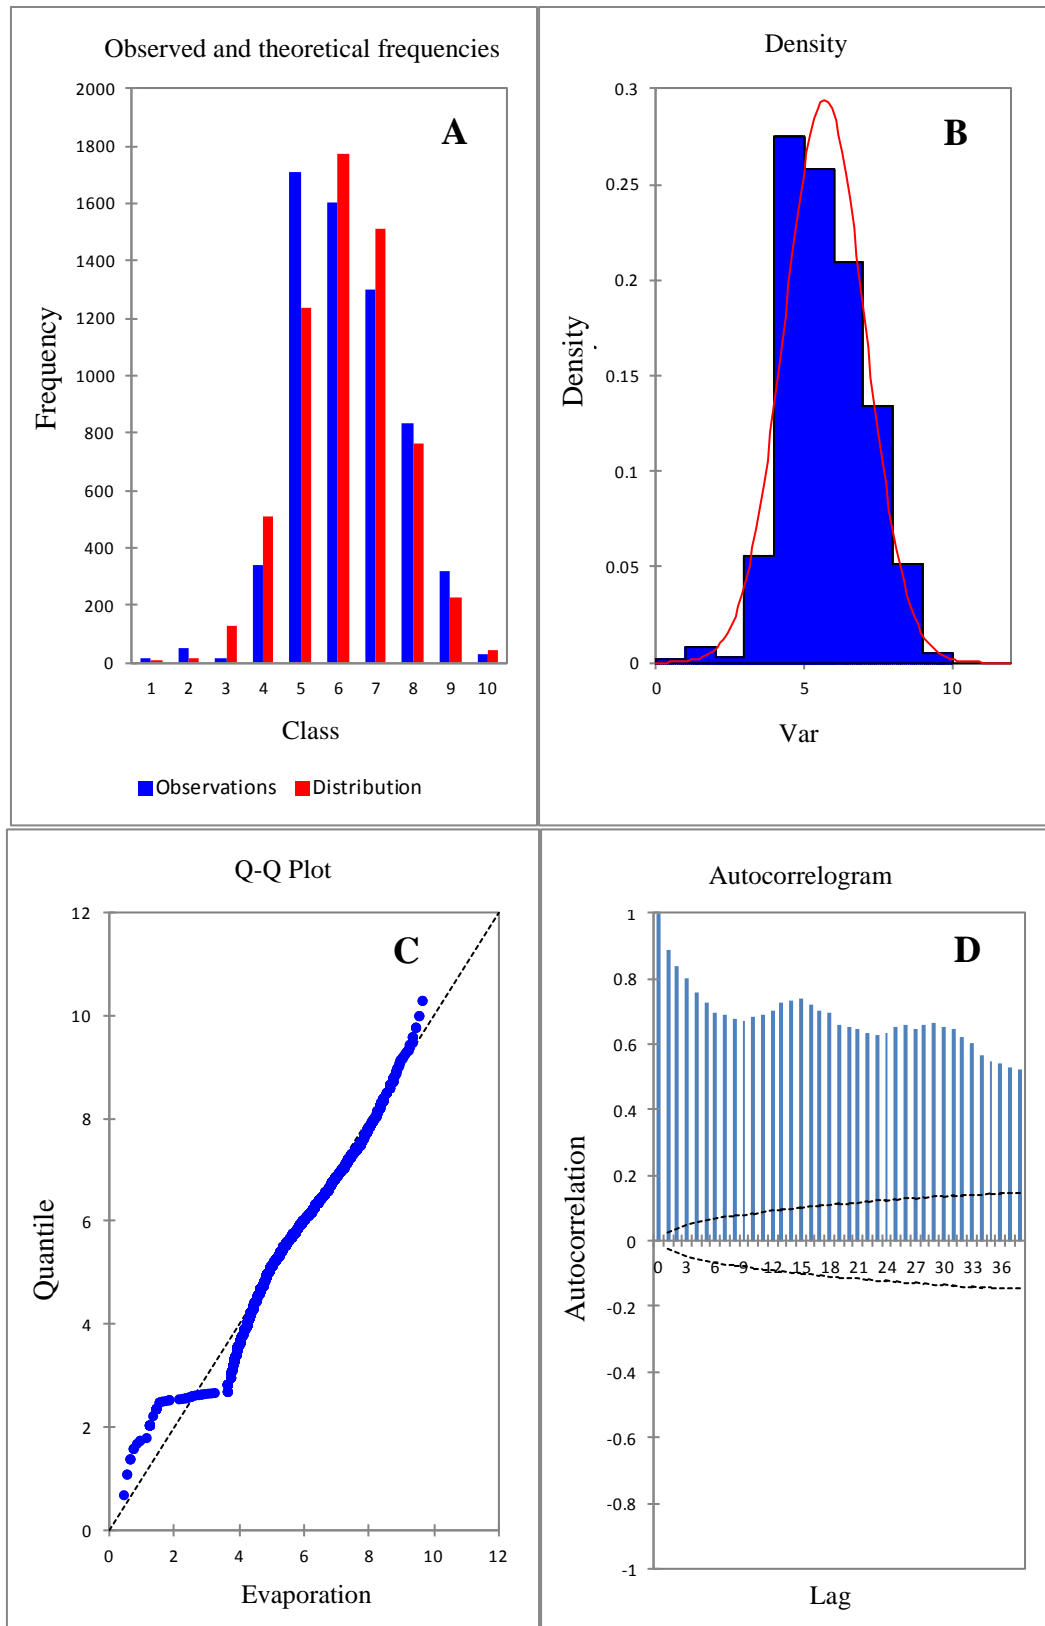 Observed and theoretical frequencies
A
2000
1800
1600
1400
1200
1000
800
600
400
200
0
Frequency
1 2 3 4 5 6 7 8 9 10
Class
Observations Distribution
Density
B
0.3
0.25
0.2
0.15
0.1
0.05
0
Density
0 5 10
Var
Q-Q Plot
C
12
10
8
6
4
2
0
Quantile
0 2 4 6 8 10 12
Evaporation
Autocorrelogram
D
1
0.8
0.6
0.4
0.2
0
-0.2
-0.4
-0.6
-0.8
-1
Autocorrelation
0 3 6 9 12 15 18 21 24 27 30 33 36
Lag